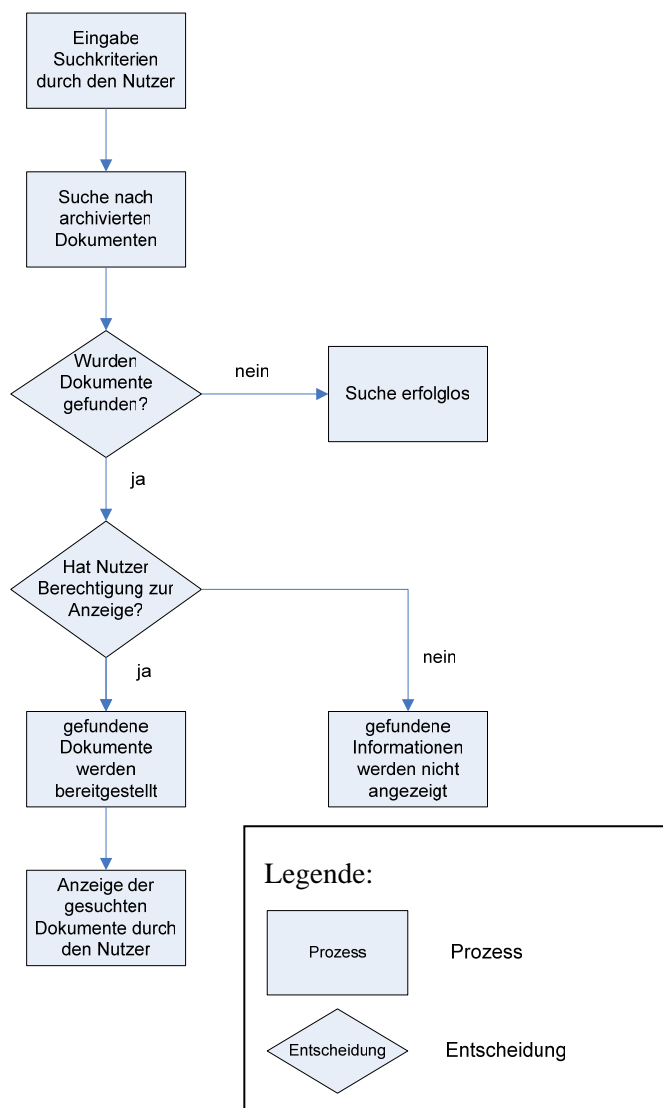 Eingabe
Suchkriterien
durch den Nutzer
Suche nach
archivierten
Dokumenten
Wurden
Dokumente
gefunden?
nein
Suche erfolglos
ja
Hat Nutzer
Berechtigung zur
Anzeige?
ja
nein
gefundene
Dokumente
werden
bereitgestellt
gefundene
Informationen
werden nicht
angezeigt
Anzeige der
gesuchten
Dokumente durch
den Nutzer
Legende:
Prozess
Prozess
Entscheidung
Entscheidung